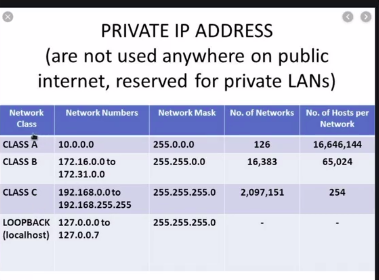 PRIVATE IP ADDRESS
(are not used anywhere on public
internet, reserved for private LANs)
Network Class Network Numbers Network Mask No. of Networks No. of Hosts per Network
CLASS A 10.0.0.0 255.0.0.0 126 16,646,144
CLASS B 172.16.0.0 to 172.31.0.0 255.255.0.0 16,383 65,024
CLASS C 192.168.0.0 to 192.168.255.255 255.255.255.0 2,097,151 254
LOOPBACK (localhost) 127.0.0.0 to 127.0.0.7 255.255.255.0 - -